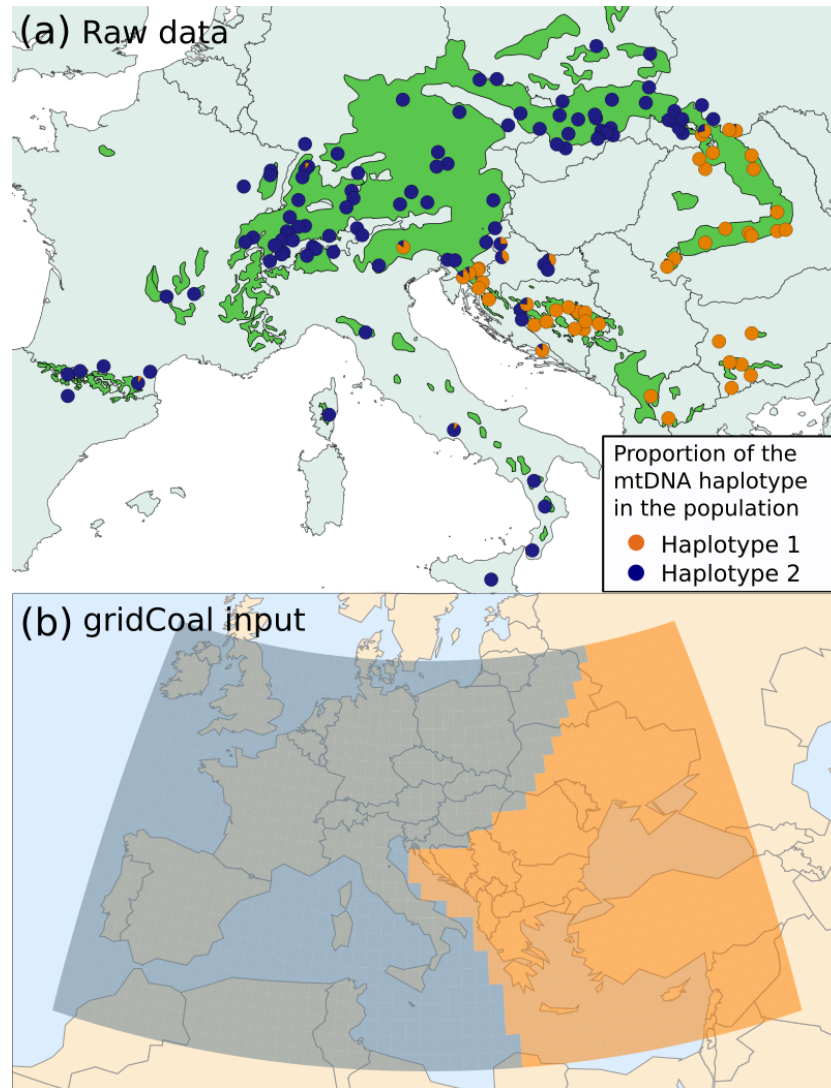 (a) Raw data
Proportion of the
mtDNA haplotype
in the population
Haplotype 1
Haplotype 2
(b) gridCoal input